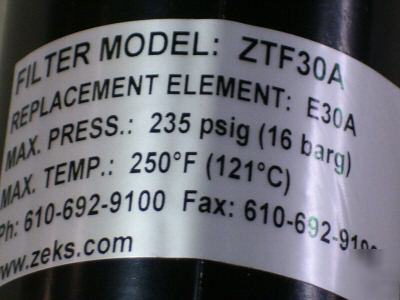 FILTER MODEL: ZTF30A
REPLACEMENT ELEMENT: E30A
MAX. PRESS.: 235 psig (16 barg)
MAX. TEMP.: 250°F (121°C)
Ph: 610-692-9100 Fax: 610-692-9100
www.zeks.com